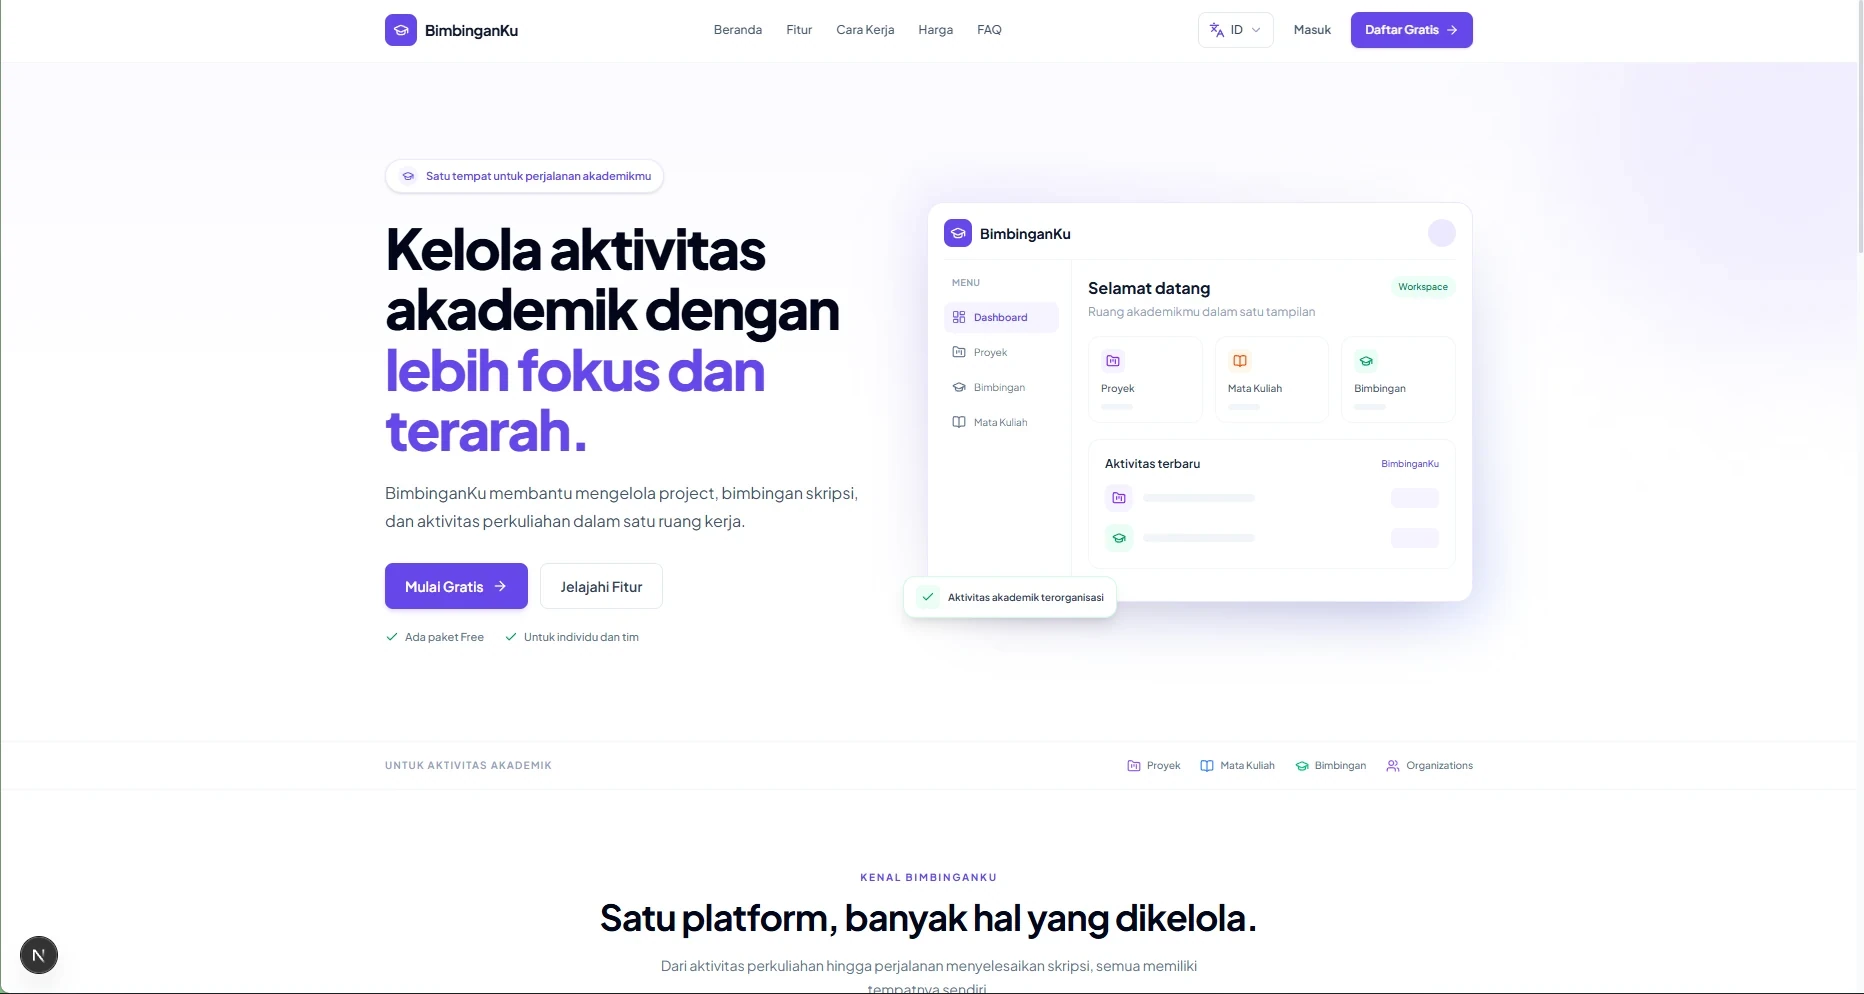 BimbinganKu
Beranda
Fitur
Cara Kerja
Harga
FAQ
ID
Masuk
Daftar Gratis
Satu tempat untuk perjalanan akademikmu
Kelola aktivitas
akademik dengan
lebih fokus dan
terarah.
BimbinganKu membantu mengelola project, bimbingan skripsi,
dan aktivitas perkuliahan dalam satu ruang kerja.
Mulai Gratis
Jelajahi Fitur
Ada paket Free
Untuk individu dan tim
BimbinganKu
MENU
Dashboard
Proyek
Bimbingan
Mata Kuliah
Selamat datang
Workspace
Ruang akademikmu dalam satu tampilan
Proyek
Mata Kuliah
Bimbingan
Aktivitas terbaru
BimbinganKu
Aktivitas akademik terorganisasi
UNTUK AKTIVITAS AKADEMIK
Proyek
Mata Kuliah
Bimbingan
Organizations
KENAL BIMBINGANKU
Satu platform, banyak hal yang dikelola.
Dari aktivitas perkuliahan hingga perjalanan menyelesaikan skripsi, semua memiliki
tempatnya sendiri.
N